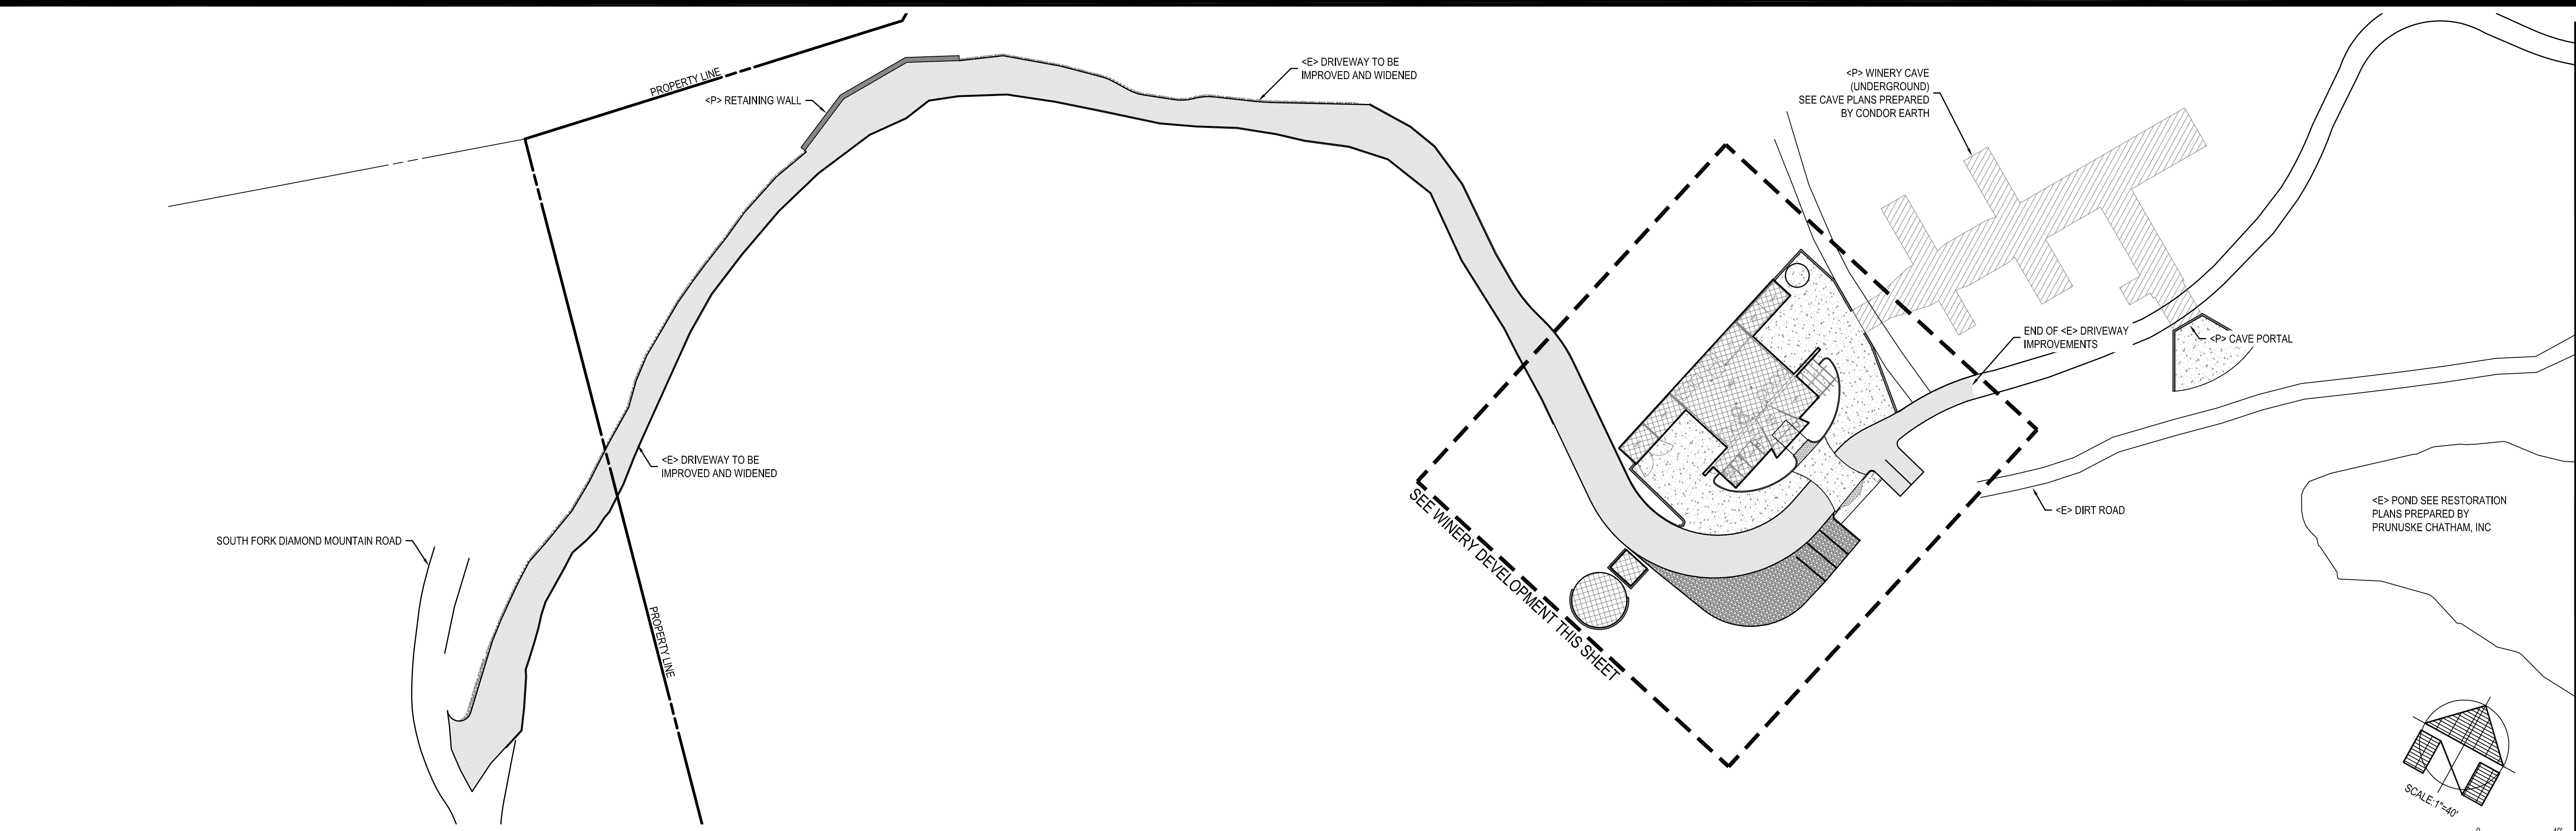 PROPERTY LINE
<P> RETAINING WALL
<E> DRIVEWAY TO BE
IMPROVED AND WIDENED
<P> WINERY CAVE
(UNDERGROUND)
SEE CAVE PLANS PREPARED
BY CONDOR EARTH
END OF <E> DRIVEWAY
IMPROVEMENTS
<P> CAVE PORTAL
<E> DRIVEWAY TO BE
IMPROVED AND WIDENED
SOUTH FORK DIAMOND MOUNTAIN ROAD
PROPERTY LINE
SEE WINERY DEVELOPMENT THIS SHEET
<E> DIRT ROAD
<E> POND SEE RESTORATION
PLANS PREPARED BY
PRUNUSKE CHATHAM, INC
SCALE:1"=40'